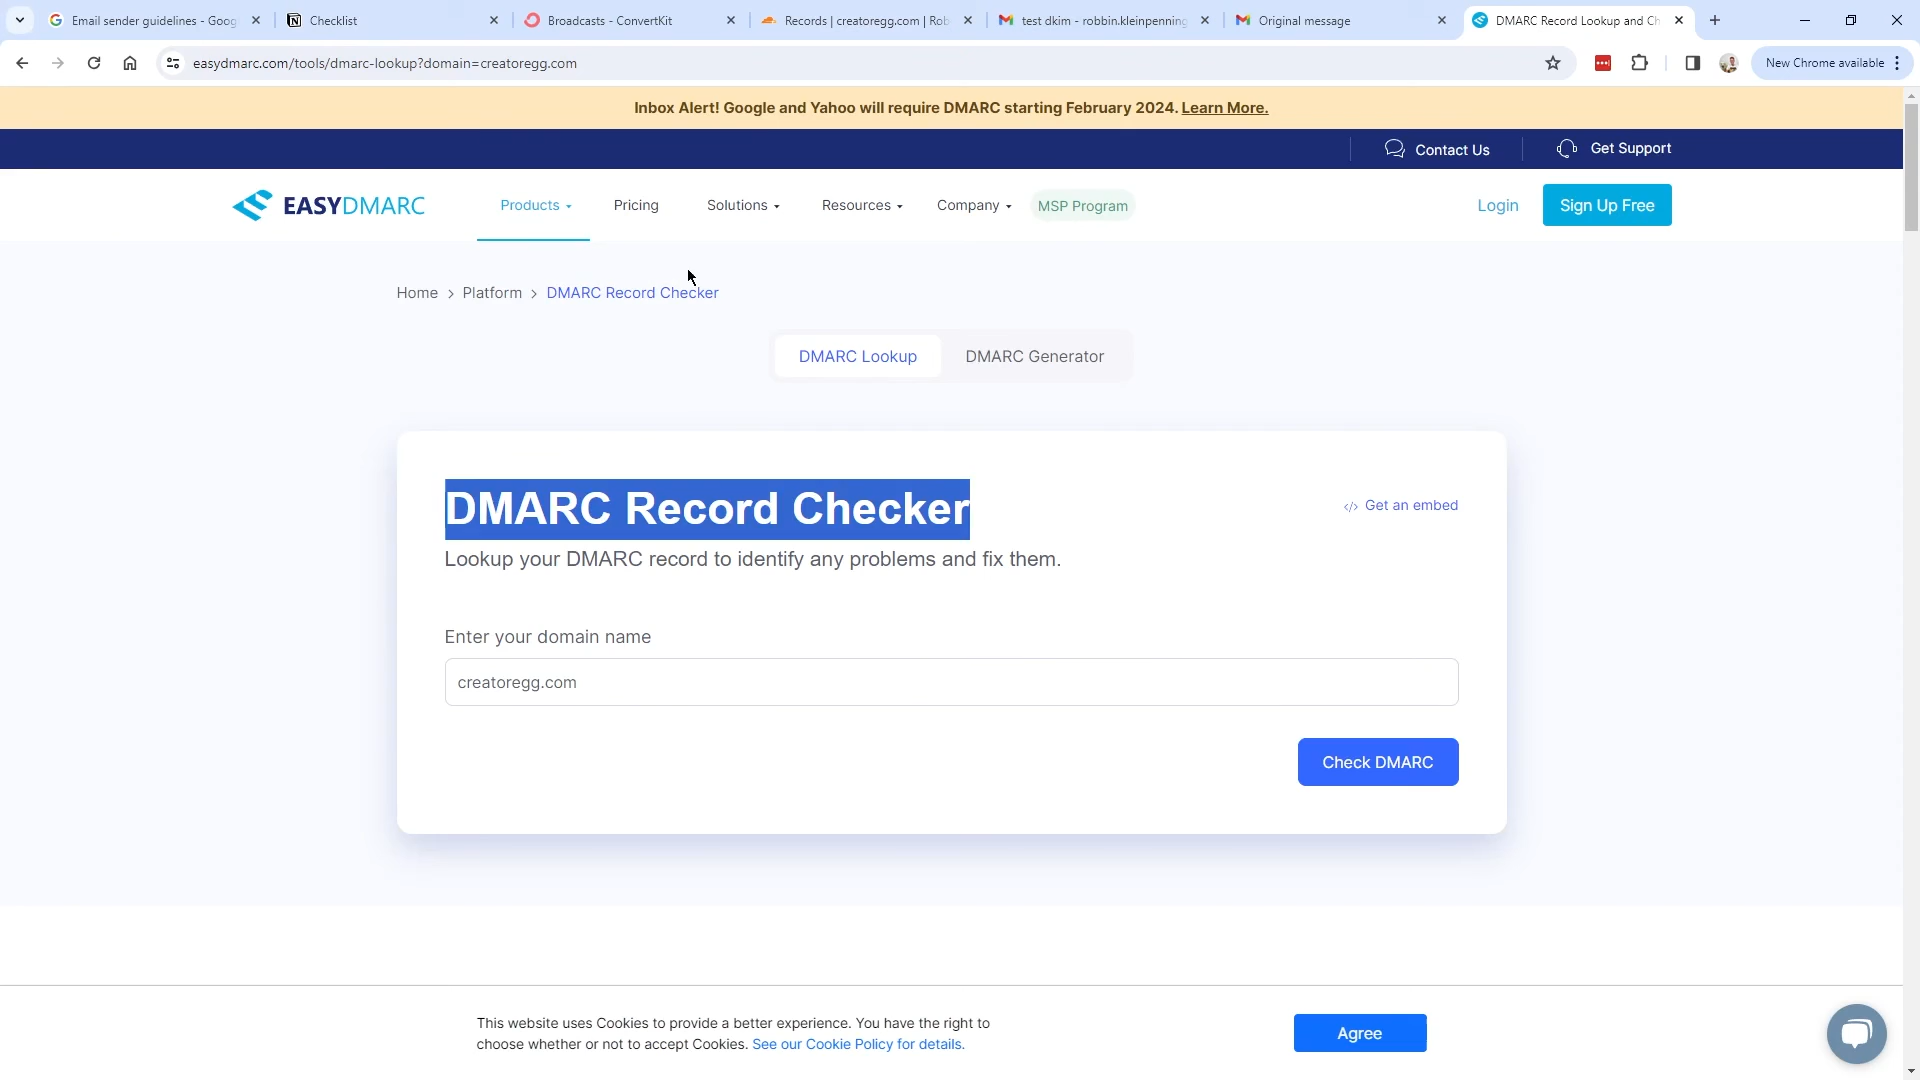 Email sender guidelines - Goog
Checklist
Broadcasts - ConvertKit
Records | creatoregg.com | Rob
test dkim - robbin.kleinpenning
Original message
DMARC Record Lookup and Ch
easydmarc.com/tools/dmarc-lookup?domain=creatoregg.com
New Chrome available
Inbox Alert! Google and Yahoo will require DMARC starting February 2024. Learn More.
Contact Us
Get Support
EASYDMARC
Products
Pricing
Solutions
Resources
Company
MSP Program
Login
Sign Up Free
Home > Platform > DMARC Record Checker
DMARC Lookup
DMARC Generator
DMARC Record Checker
</> Get an embed
Lookup your DMARC record to identify any problems and fix them.
Enter your domain name
creatoregg.com
Check DMARC
This website uses Cookies to provide a better experience. You have the right to
choose whether or not to accept Cookies. See our Cookie Policy for details.
Agree